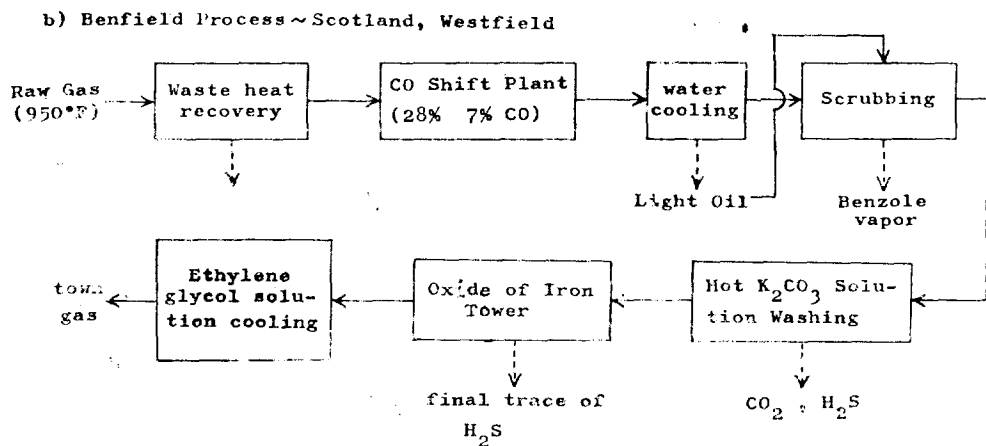 b) Benfield Process ~ Scotland, Westfield
Raw Gas
(950°F)
Waste heat
recovery
CO Shift Plant
(28% 7% CO)
water
cooling
Scrubbing
Light Oil
Benzole
vapor
town
gas
Ethylene
glycol solu-
tion cooling
Oxide of Iron
Tower
Hot K₂CO₃ Solu-
tion Washing
final trace of
H₂S
CO₂, H₂S